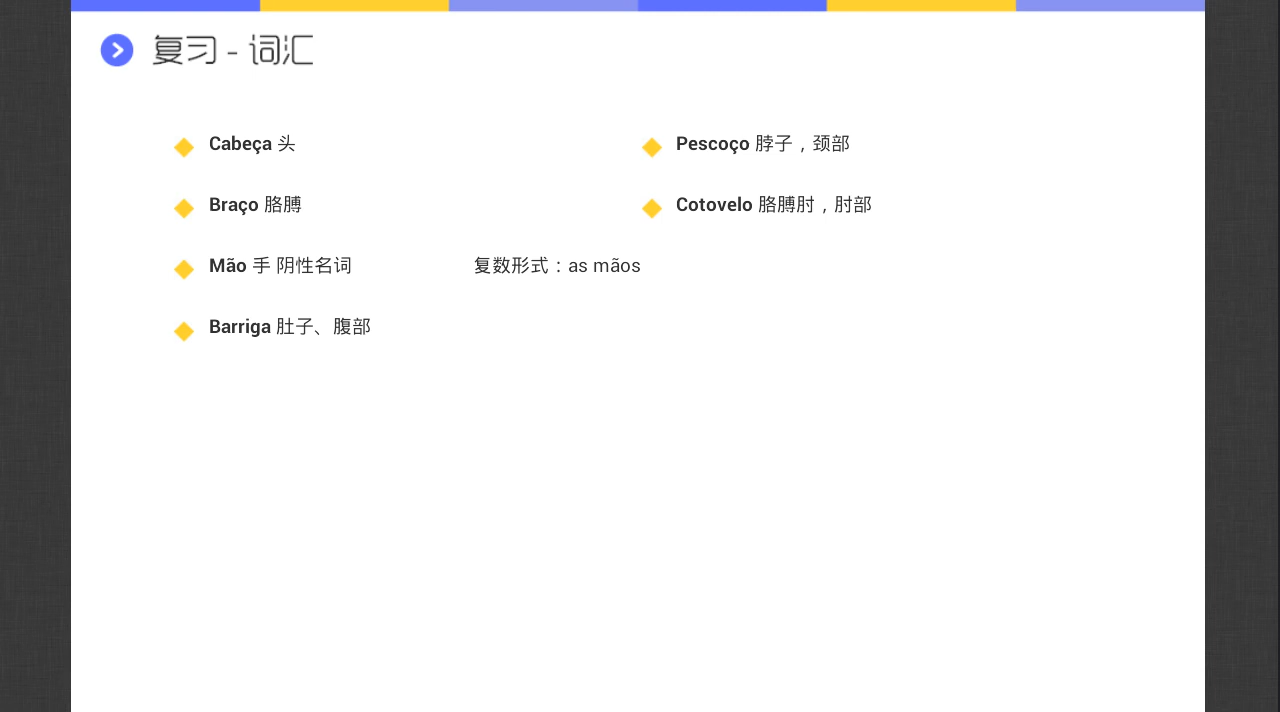 复习 - 词汇
Cabeça 头
Pescoço 脖子，颈部
Braço 胳膊
Cotovelo 胳膊肘，肘部
Mão 手 阴性名词 复数形式：as mãos
Barriga 肚子、腹部